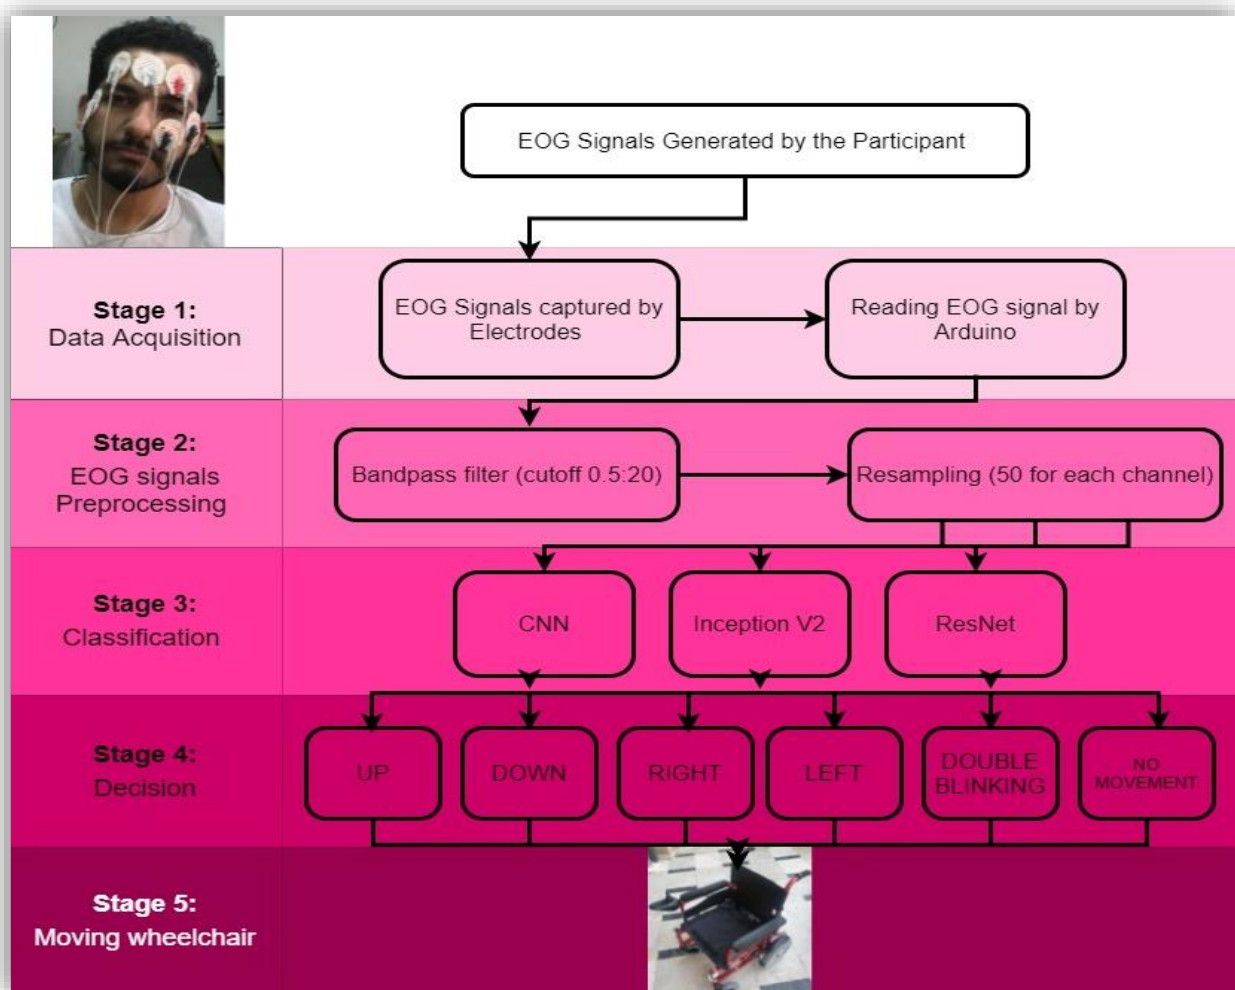 EOG Signals Generated by the Participant
Stage 1:
Data Acquisition
EOG Signals captured by
Electrodes
Reading EOG signal by
Arduino
Stage 2:
EOG signals
Preprocessing
Bandpass filter (cutoff 0.5:20)
Resampling (50 for each channel)
Stage 3:
Classification
CNN
Inception V2
ResNet
Stage 4:
Decision
UP
DOWN
RIGHT
LEFT
DOUBLE
BLINKING
NO
MOVEMENT
Stage 5:
Moving wheelchair